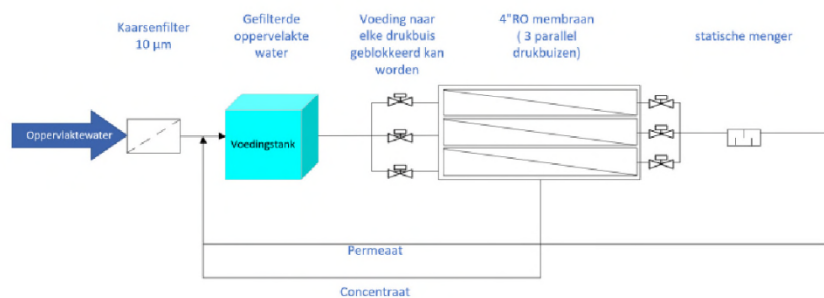 Kaarsenfilter
10 µm
Gefilterde
oppervelakte
water
Voeding naar
elke drukbuis
geblokkeerd kan
worden
4"RO membraan
( 3 parallel
drukbuizen)
statische menger
Oppervlaktewater
Voedingstank
Permeaat
Concentraat